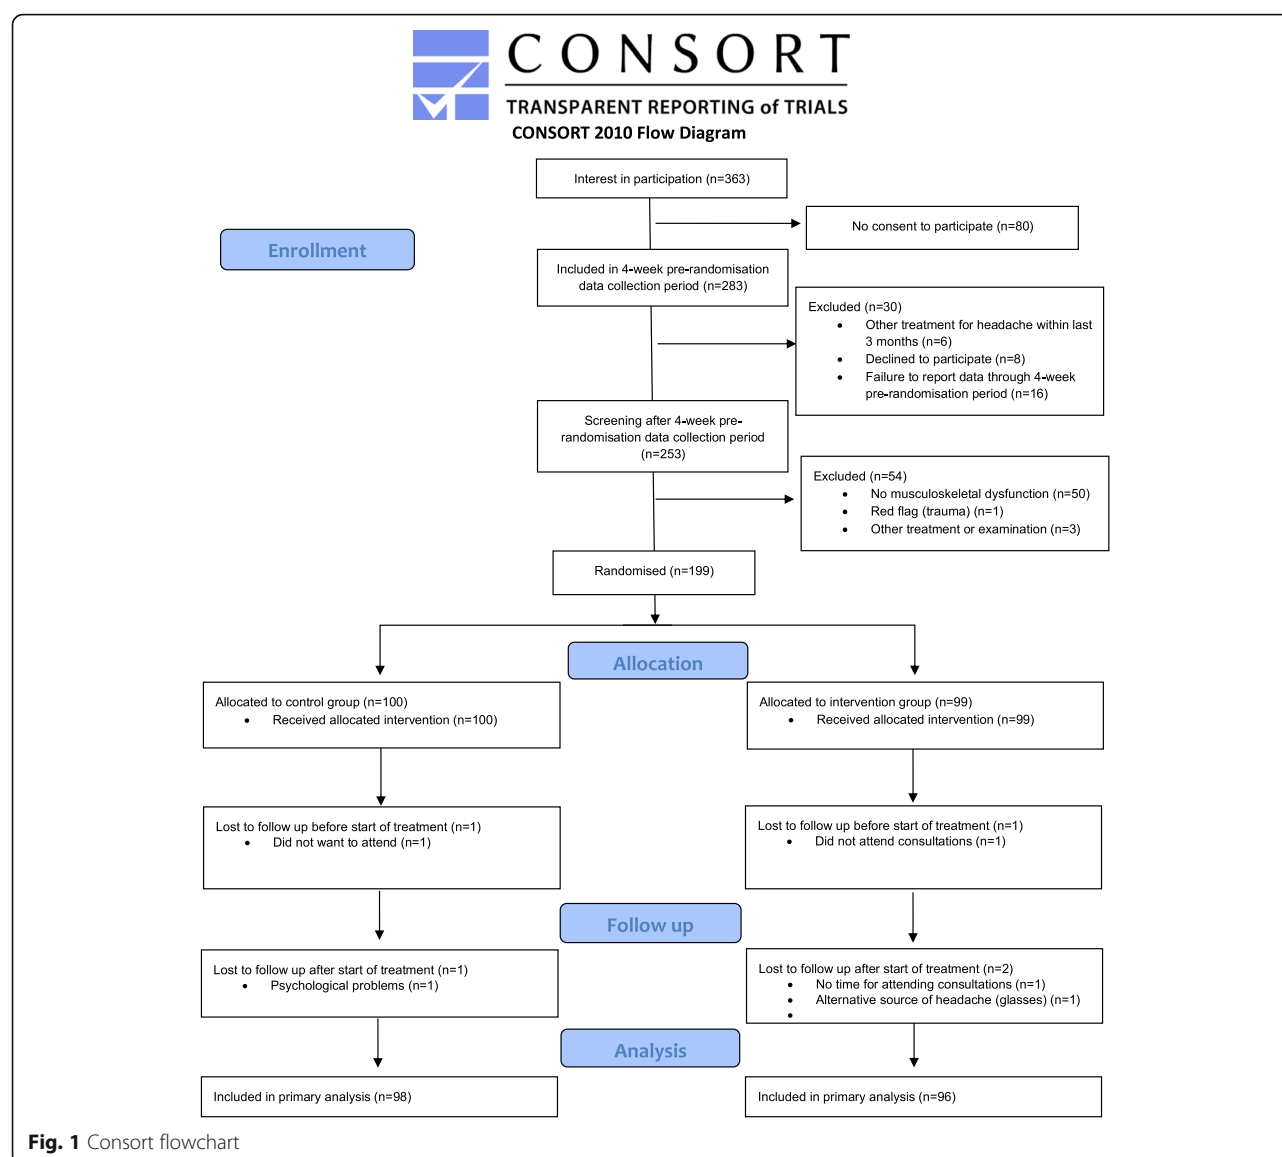 CONSORT
TRANSPARENT REPORTING of TRIALS
CONSORT 2010 Flow Diagram
Interest in participation (n=363)
No consent to participate (n=80)
Enrollment
Included in 4-week pre-randomisation
data collection period (n=283)
Excluded (n=30)
• Other treatment for headache within last
3 months (n=6)
• Declined to participate (n=8)
• Failure to report data through 4-week
pre-randomisation period (n=16)
Screening after 4-week pre-
randomisation data collection period
(n=253)
Excluded (n=54)
• No musculoskeletal dysfunction (n=50)
• Red flag (trauma) (n=1)
• Other treatment or examination (n=3)
Randomised (n=199)
Allocation
Allocated to control group (n=100)
• Received allocated intervention (n=100)
Allocated to intervention group (n=99)
• Received allocated intervention (n=99)
Lost to follow up before start of treatment (n=1)
• Did not want to attend (n=1)
Lost to follow up before start of treatment (n=1)
• Did not attend consultations (n=1)
Follow up
Lost to follow up after start of treatment (n=1)
• Psychological problems (n=1)
Lost to follow up after start of treatment (n=2)
• No time for attending consultations (n=1)
• Alternative source of headache (glasses) (n=1)
•
Analysis
Included in primary analysis (n=98)
Included in primary analysis (n=96)
Fig. 1 Consort flowchart